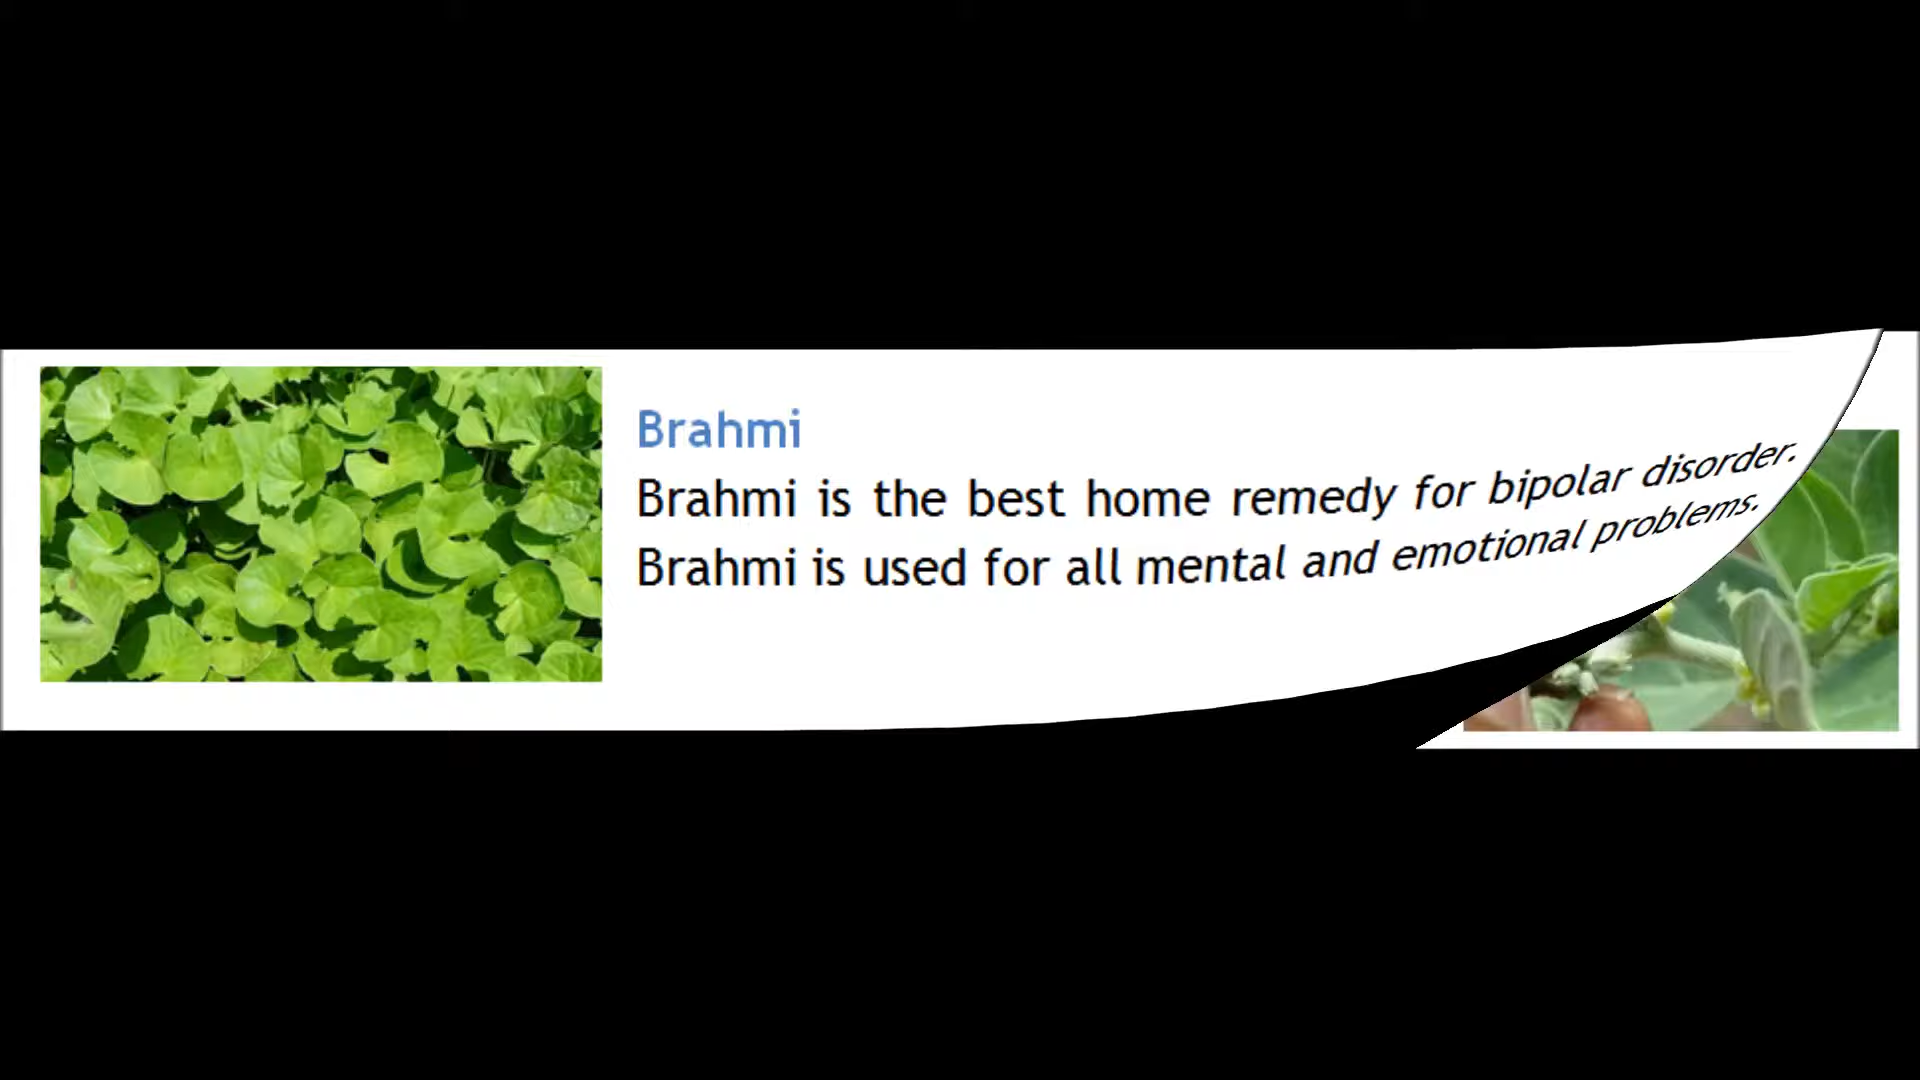 Brahmi
Brahmi is the best home remedy for bipolar disorder.
Brahmi is used for all mental and emotional problems.